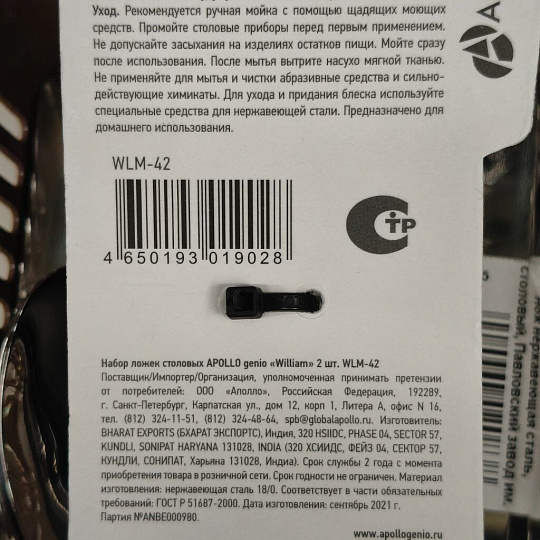 Уход. Рекомендуется ручная мойка с помощью щадящих моющих
средств. Промойте столовые приборы перед первым применением.
Не допускайте засыхания на изделиях остатков пищи. Мойте сразу
после использования. После мытья вытрите насухо мягкой тканью.
Не применяйте для мытья и чистки абразивные средства и сильно-
действующие химикаты. Для ухода и придания блеска используйте
специальные средства для нержавеющей стали. Предназначено для
домашнего использования.
WLM-42
4 650193 019028
СТР
Набор ложек столовых APOLLO genio «William» 2 шт. WLM-42
Поставщик/Импортер/Организация, уполномоченная принимать претензии
от потребителей: ООО «Аполло», Российская Федерация, 192289,
г. Санкт-Петербург, Карпатская ул., дом 12, корп 1, Литера А, офис N 16,
тел. (812) 324-11-51, (812) 324-48-64, spb@globalapollo.ru. Изготовитель:
BHARAT EXPORTS (БХАРАТ ЭКСПОРТС), Индия, 320 HSIIDC, PHASE 04, SECTOR 57,
KUNDLI, SONIPAT HARYANA 131028, INDIA (320 ХСИИДС, ФЕЙЗ 04, СЕКТОР 57,
КУНДЛИ, СОНИПАТ, Харьяна 131028, Индия). Срок службы 2 года с момента
приобретения товара в розничной сети. Срок годности не ограничен. Материал
изготовления: нержавеющая сталь 18/0. Соответствует в части обязательных
требований: ГОСТ Р 51687-2000. Дата изготовления: сентябрь 2021 г.
Партия №ANBE000980.
www.apollogenio.ru
нержавеющая сталь,
столовый, Павловский завод им.